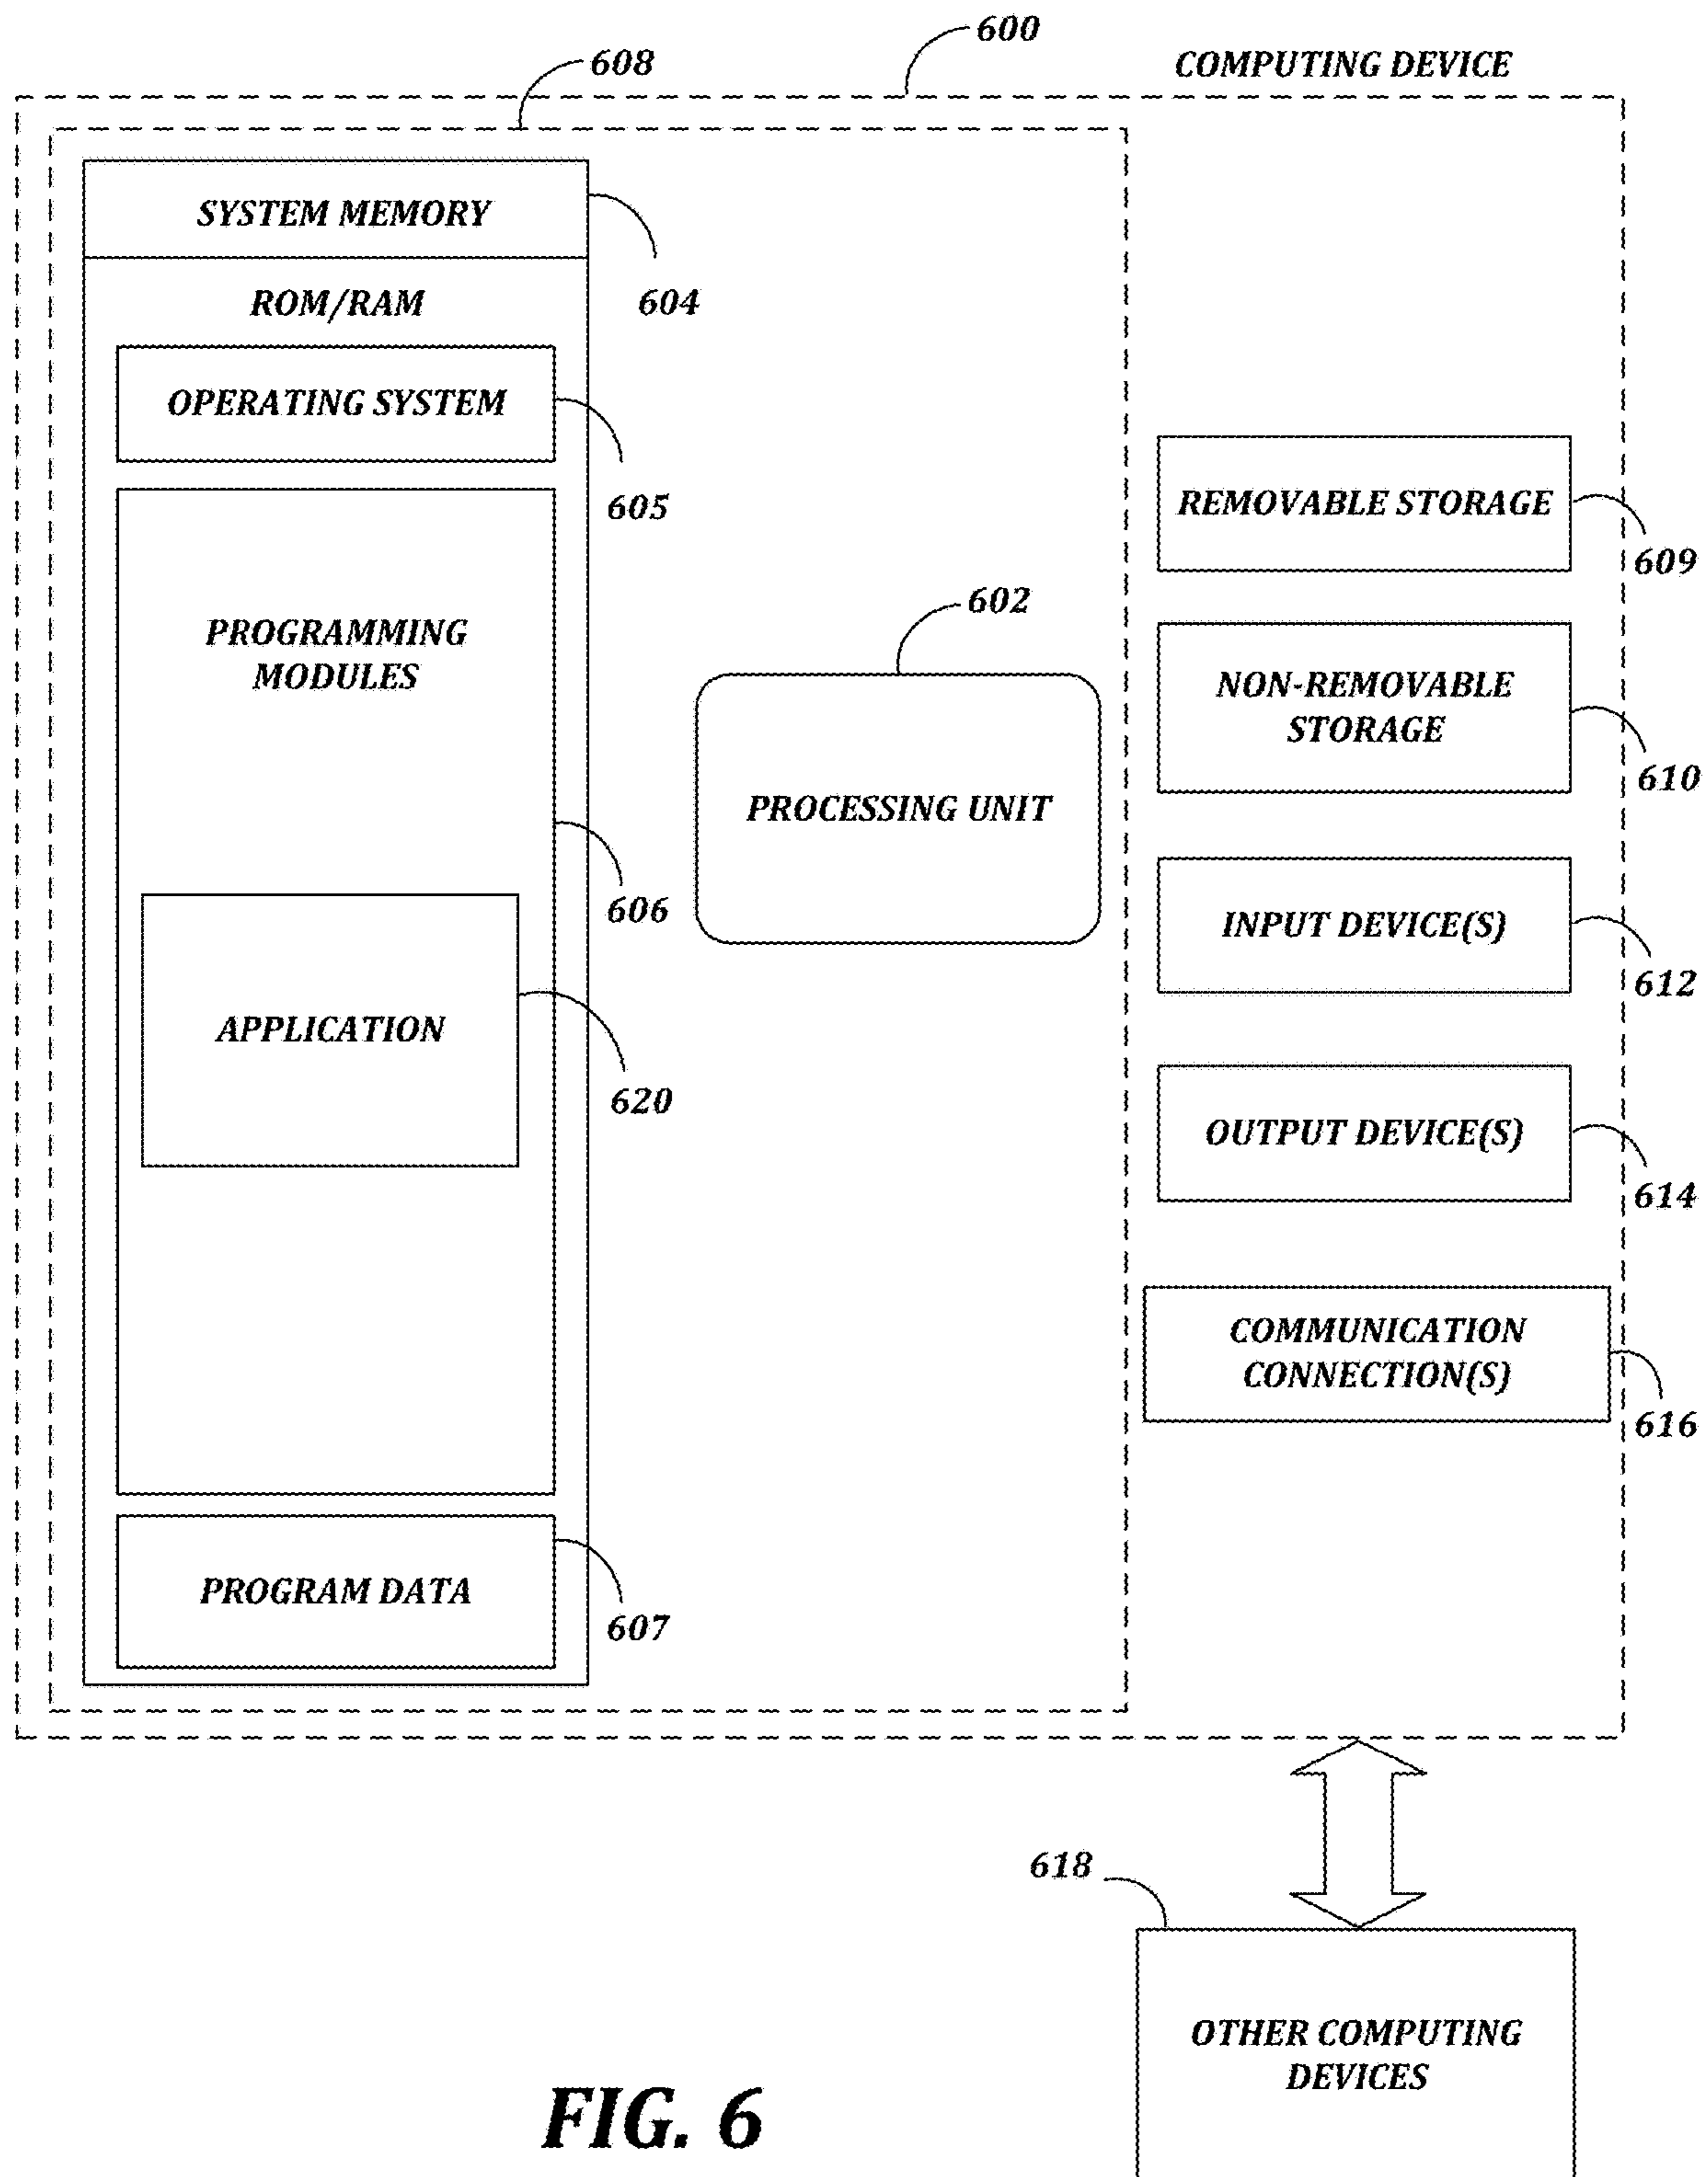 600
608
COMPUTING DEVICE
SYSTEM MEMORY
604
ROM/RAM
OPERATING SYSTEM
605
PROGRAMMING
MODULES
606
APPLICATION
620
PROGRAM DATA
607
602
PROCESSING UNIT
REMOVABLE STORAGE
609
NON-REMOVABLE
STORAGE
610
INPUT DEVICE(S)
612
OUTPUT DEVICE(S)
614
COMMUNICATION
CONNECTION(S)
616
618
OTHER COMPUTING
DEVICES
FIG. 6